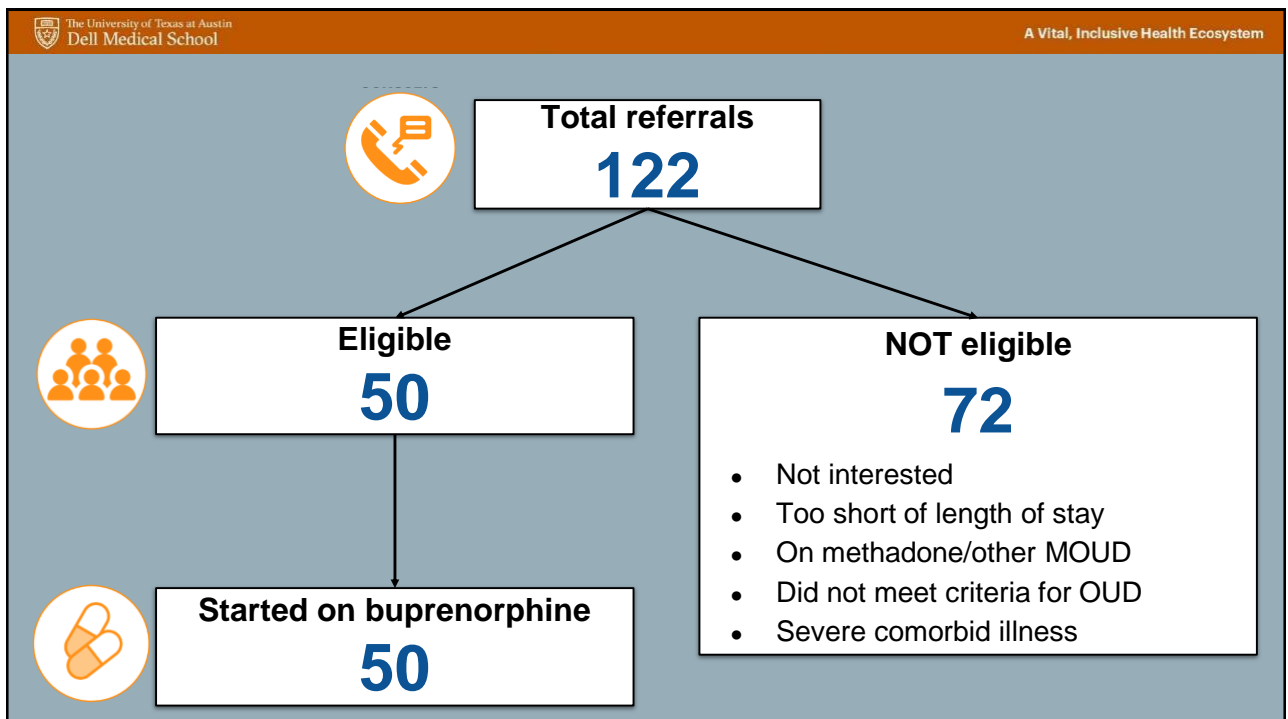 The University of Texas at Austin
Dell Medical School
A Vital, Inclusive Health Ecosystem
Total referrals
122
Eligible
50
NOT eligible
72
• Not interested
• Too short of length of stay
• On methadone/other MOUD
• Did not meet criteria for OUD
• Severe comorbid illness
Started on buprenorphine
50